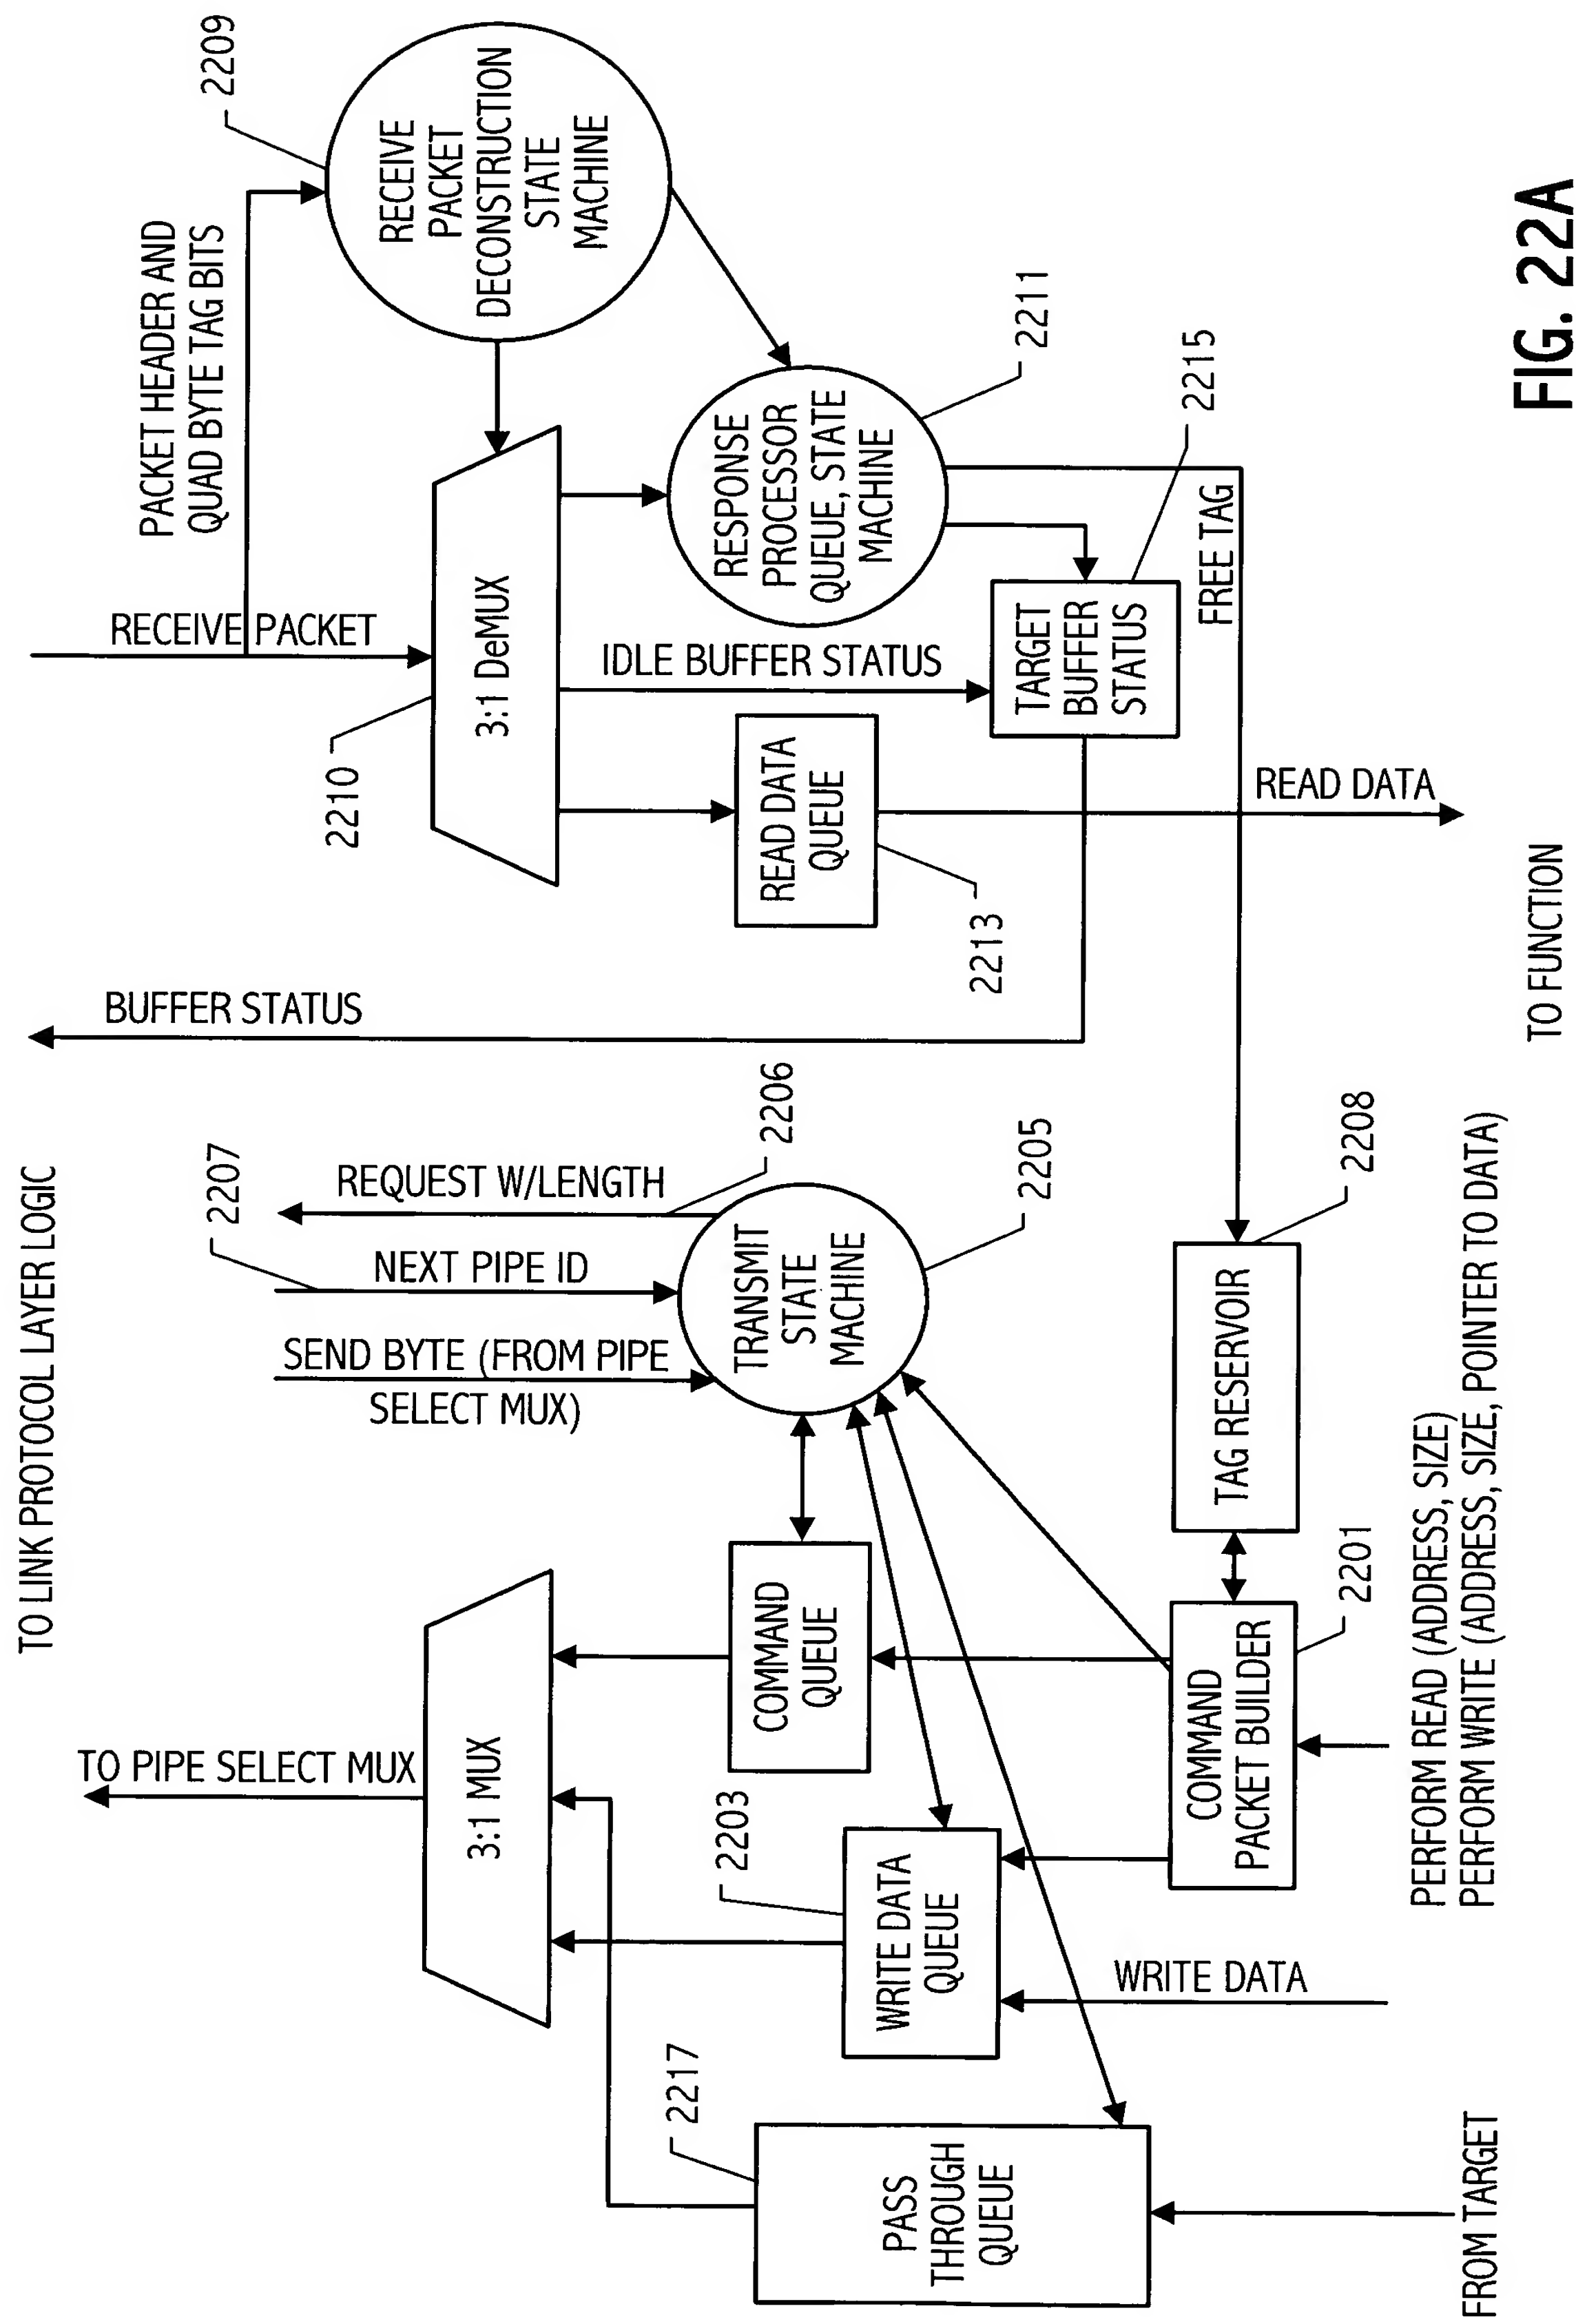 TO LINK PROTOCOL LAYER LOGIC
TO PIPE SELECT MUX
3:1 MUX
2207
REQUEST W/LENGTH
NEXT PIPE ID
SEND BYTE (FROM PIPE
SELECT MUX)
2206
TRANSMIT
STATE
MACHINE
2205
COMMAND
QUEUE
2203
WRITE DATA
QUEUE
2217
PASS
THROUGH
QUEUE
WRITE DATA
FROM TARGET
COMMAND
PACKET BUILDER
2201
TAG RESERVOIR
2208
PERFORM READ (ADDRESS, SIZE)
PERFORM WRITE (ADDRESS, SIZE, POINTER TO DATA)
BUFFER STATUS
RECEIVE PACKET
PACKET HEADER AND
QUAD BYTE TAG BITS
2209
RECEIVE
PACKET
DECONSTRUCTION
STATE
MACHINE
2210
3:1 DeMUX
IDLE BUFFER STATUS
RESPONSE
PROCESSOR
QUEUE, STATE
MACHINE
2211
READ DATA
QUEUE
2213
TARGET
BUFFER
STATUS
2215
FREE TAG
READ DATA
TO FUNCTION
FIG. 22A